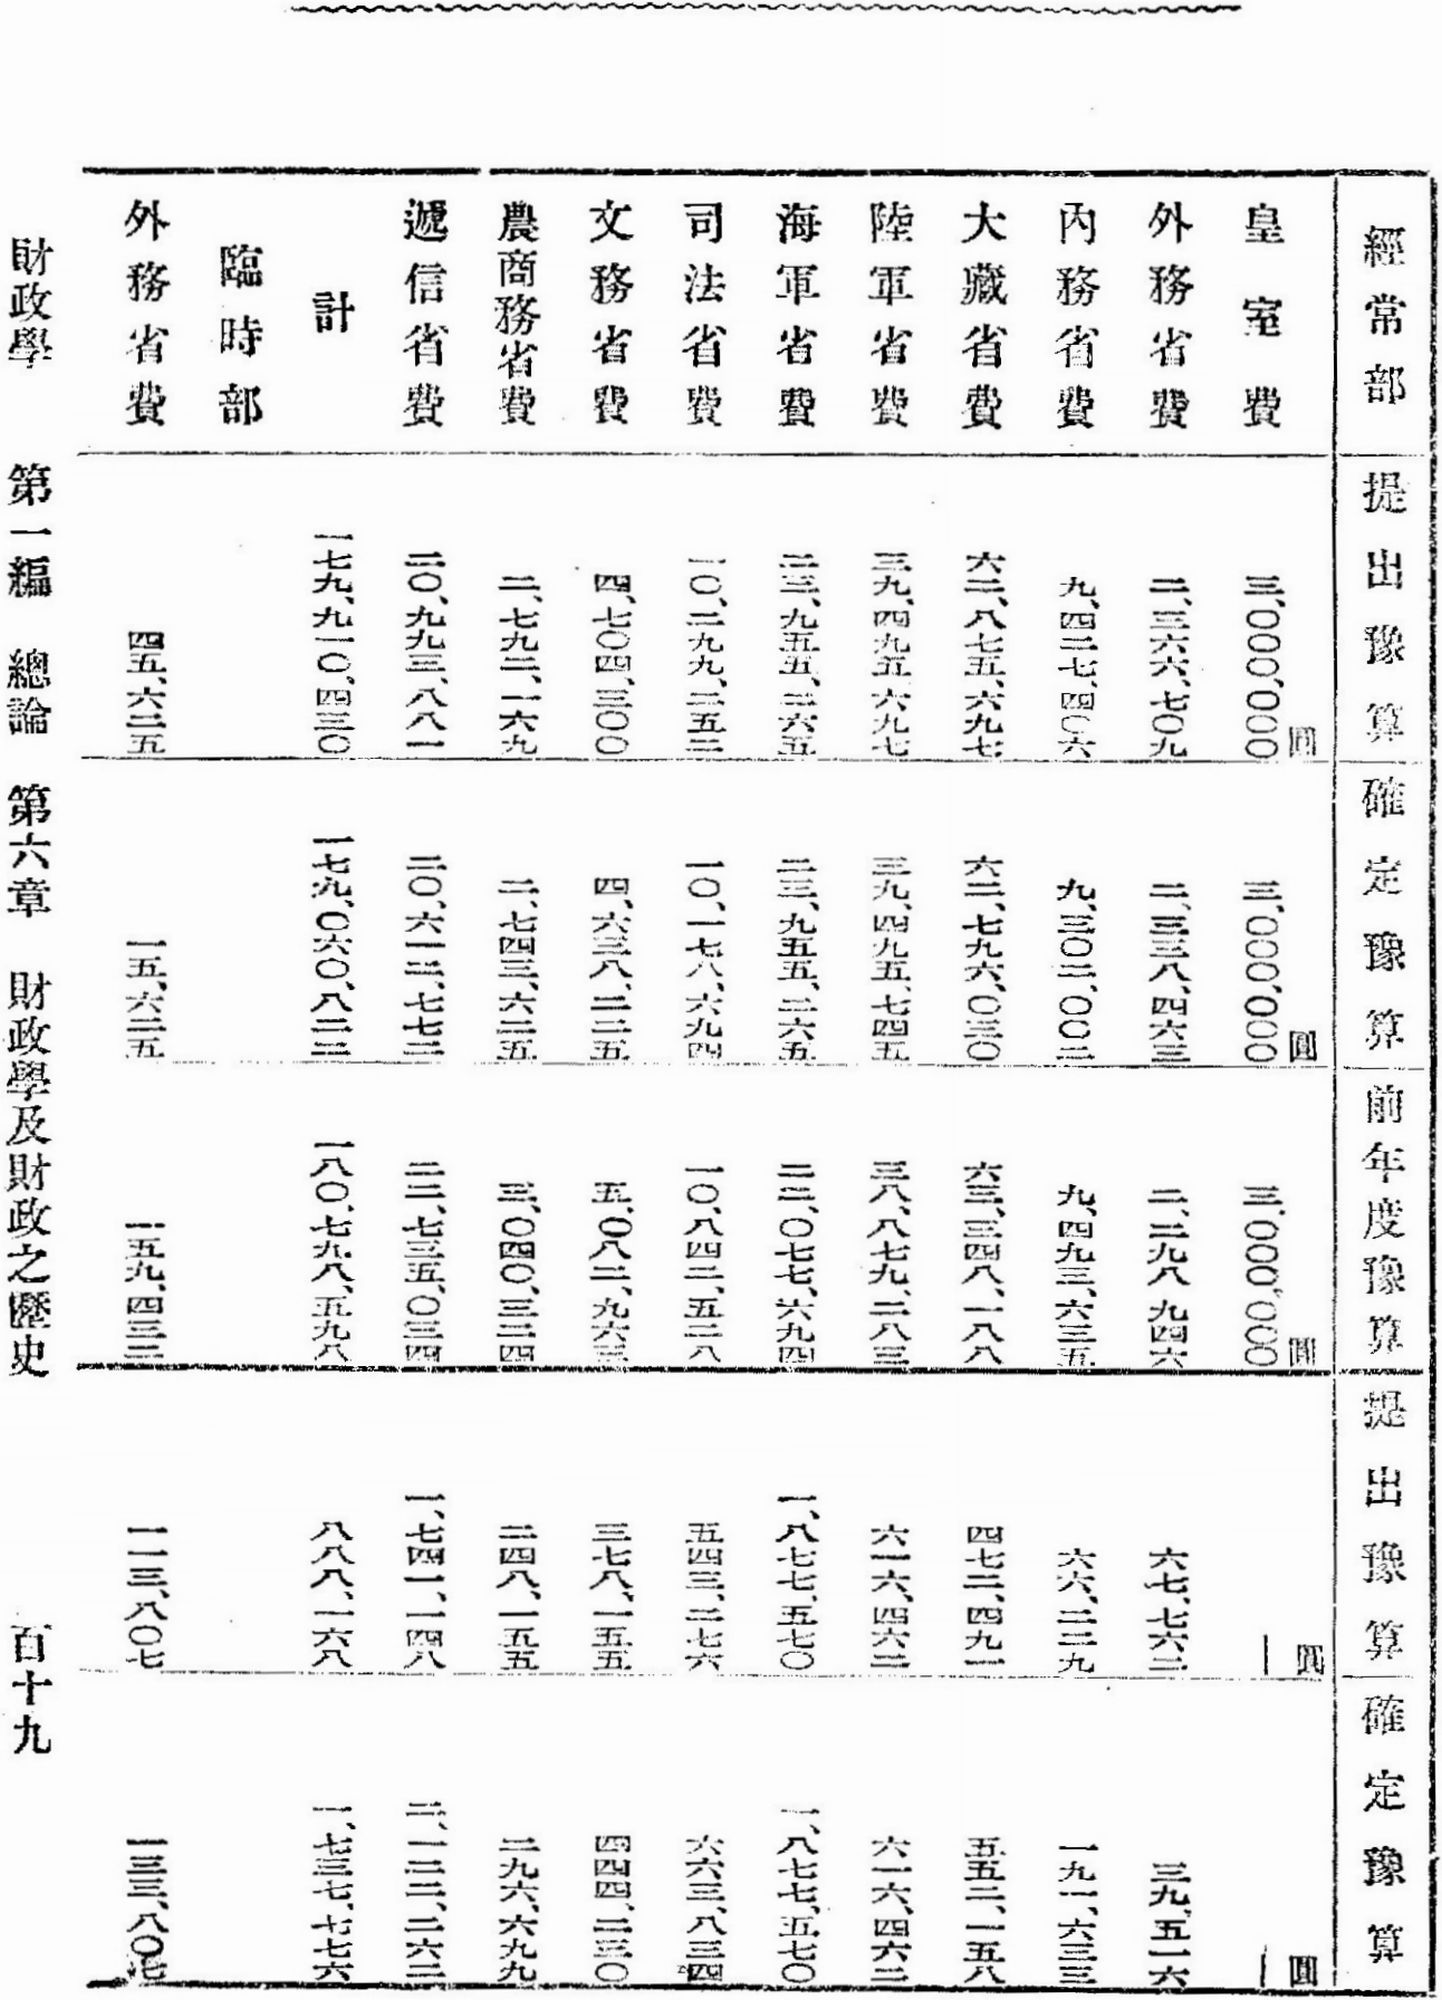 經常部 提出豫算 確定豫算 前年度豫算 提出豫算 確定豫算
圓 圓 圓 圓 圓
皇室費 三、〇〇〇、〇〇〇 三、〇〇〇、〇〇〇 三、〇〇〇、〇〇〇 — —
外務省費 二、三六六、七〇九 二、三三八、四六三 二、二九八 九四六 六七、七六二 三九、五一六
內務省費 九、四二七、四〇六 九、三〇二、〇〇二 九、四九三、六三五 六六、二二九 一九一、六三三
大藏省費 六二、八七五、六九七 六二、七九六、〇三〇 六三、三四八、一八八 四七二、四九一 五五二、一五八
陸軍省費 三九、四九五、六九七 三九、四九五、七四五 三八、八七九、二八三 六一六、四六二 六一六、四六二
海軍省費 二三、九五五、二六五 二三、九五五、二六五 二二、〇七七、六九四 一、八七七、五七〇 一、八七七、五七〇
司法省費 一〇、二九九、二五二 一〇、一七八、六九四 一〇、八四二、五二八 五四三、二七六 六六三、八三四
文務省費 四、七〇四、三〇〇 四、六三八、二二五 五、〇八二、九六三 三七八、一五五 四四四、二三〇
農商務省費 二、七九二、一六九 二、七四三、六二五 三、〇四〇、三二四 二四八、一五五 二九六、六九九
遞信省費 二〇、九九三、八八一 二〇、六一二、七七二 二二、七三五、〇三四 一、七四一、一四八 二、一二二、二六二
計 一七九、九一〇、四三〇 一七九、〇六〇、八二二 一八〇、七九八、五九八 八八八、一六八 一、七三七、七七六
臨時部
外務省費 四五、六二五 一五、六二五 一五九、四三二 一一三、八〇七 一三三、八〇七
財政學 第一編 總論 第六章 財政學及財政之歷史 百十九